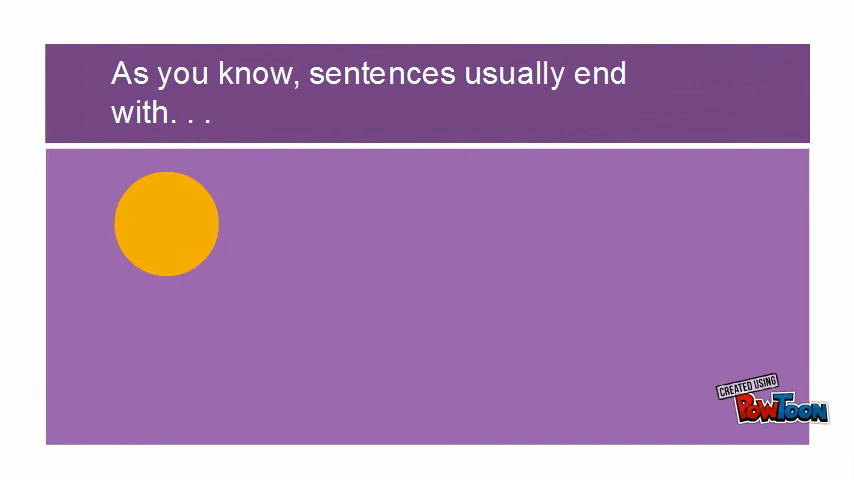 As you know, sentences usually end
with. . .
CREATED USING
POWTOON